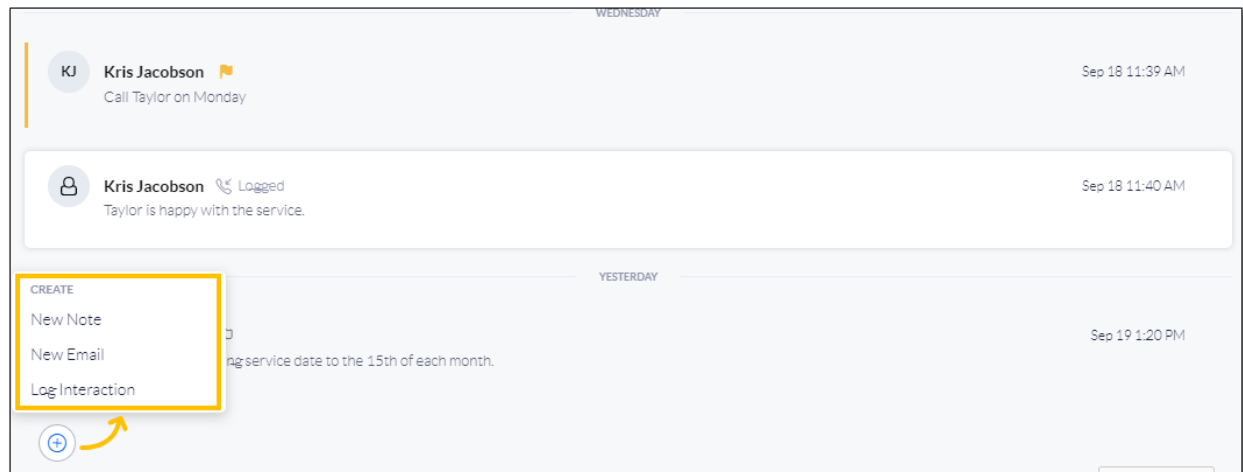 WEDNESDAY
KJ Kris Jacobson Sep 18 11:39 AM
Call Taylor on Monday
Kris Jacobson Logged Sep 18 11:40 AM
Taylor is happy with the service.
YESTERDAY
CREATE
New Note
Sep 19 1:20 PM
New Email
service date to the 15th of each month.
Log Interaction